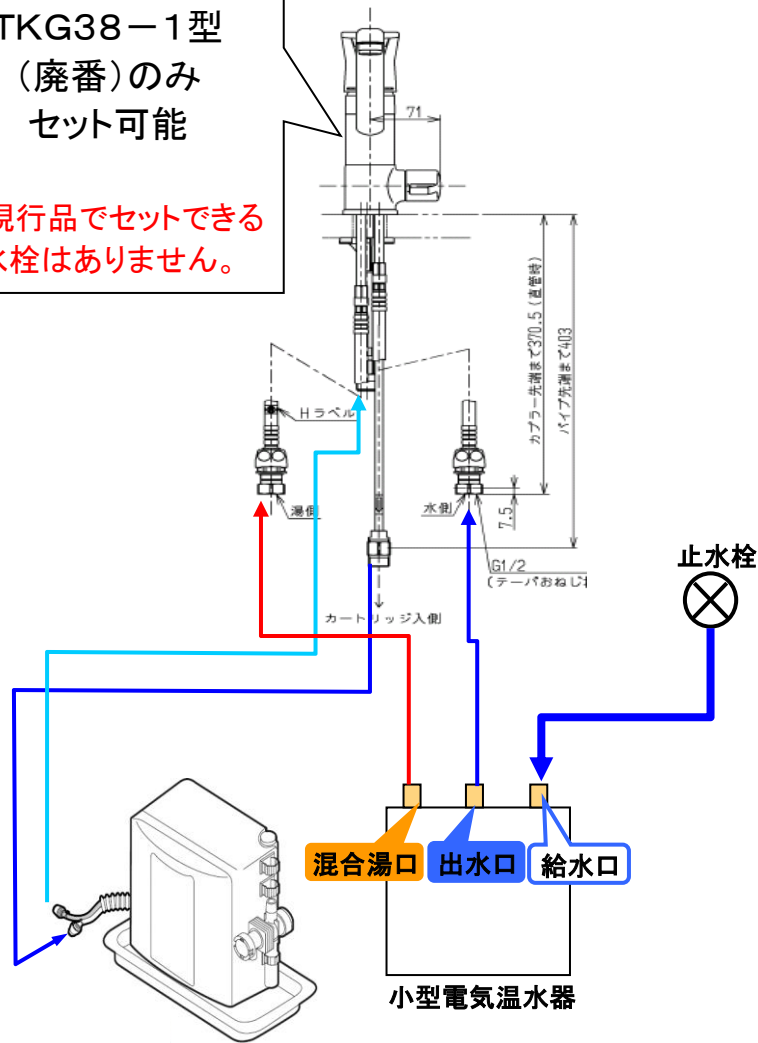 TKG38－1型
（廃番）のみ
セット可能
現行品でセットできる
水栓はありません。
71
カプラー先端まで370.5（直管時）
パイプ先端まで403
Hラベル
湯側
水側
7.5
G1/2
（テーパおねじ
カートリッジ入側
止水栓
混合湯口
出水口
給水口
小型電気温水器